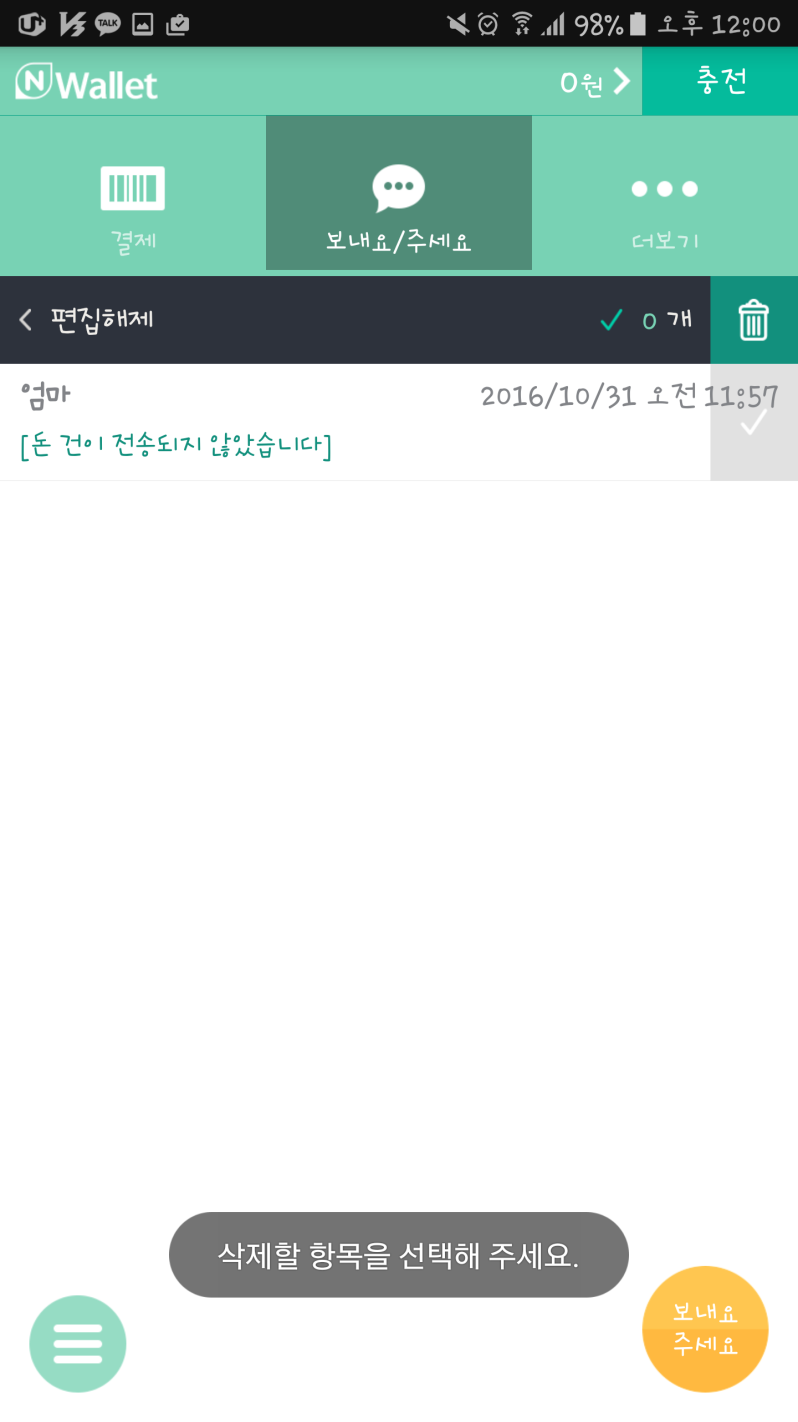 TALK 98% 오후 12:00
N Wallet 0원 충전
결제 보내요/주세요 더보기
편집해제 0 개
엄마 2016/10/31 오전 11:57
[돈 건이 전송되지 않았습니다]
삭제할 항목을 선택해 주세요.
보내요
주세요